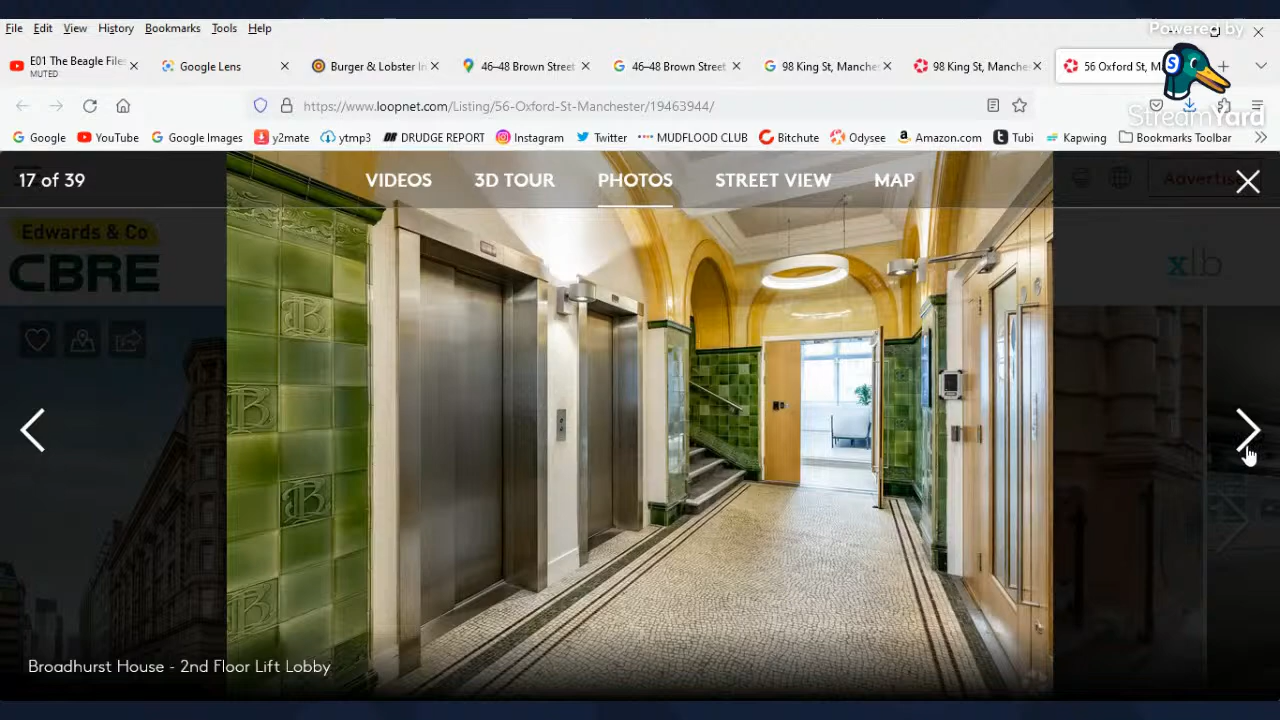 Powered by
StreamYard
File Edit View History Bookmarks Tools Help
E01 The Beagle File
MUTED
Google Lens
Burger & Lobster In
46–48 Brown Street
46–48 Brown Street
98 King St, Manche
98 King St, Manche
56 Oxford St, M
https://www.loopnet.com/Listing/56-Oxford-St-Manchester/19463944/
Google YouTube Google Images y2mate ytmp3 DRUDGE REPORT Instagram Twitter MUDFLOOD CLUB Bitchute Odysee Amazon.com Tubi Kapwing Bookmarks Toolbar
17 of 39
VIDEOS 3D TOUR PHOTOS STREET VIEW MAP
Advertis
Edwards & Co
CBRE
xlb
B
B
B
B
Broadhurst House - 2nd Floor Lift Lobby